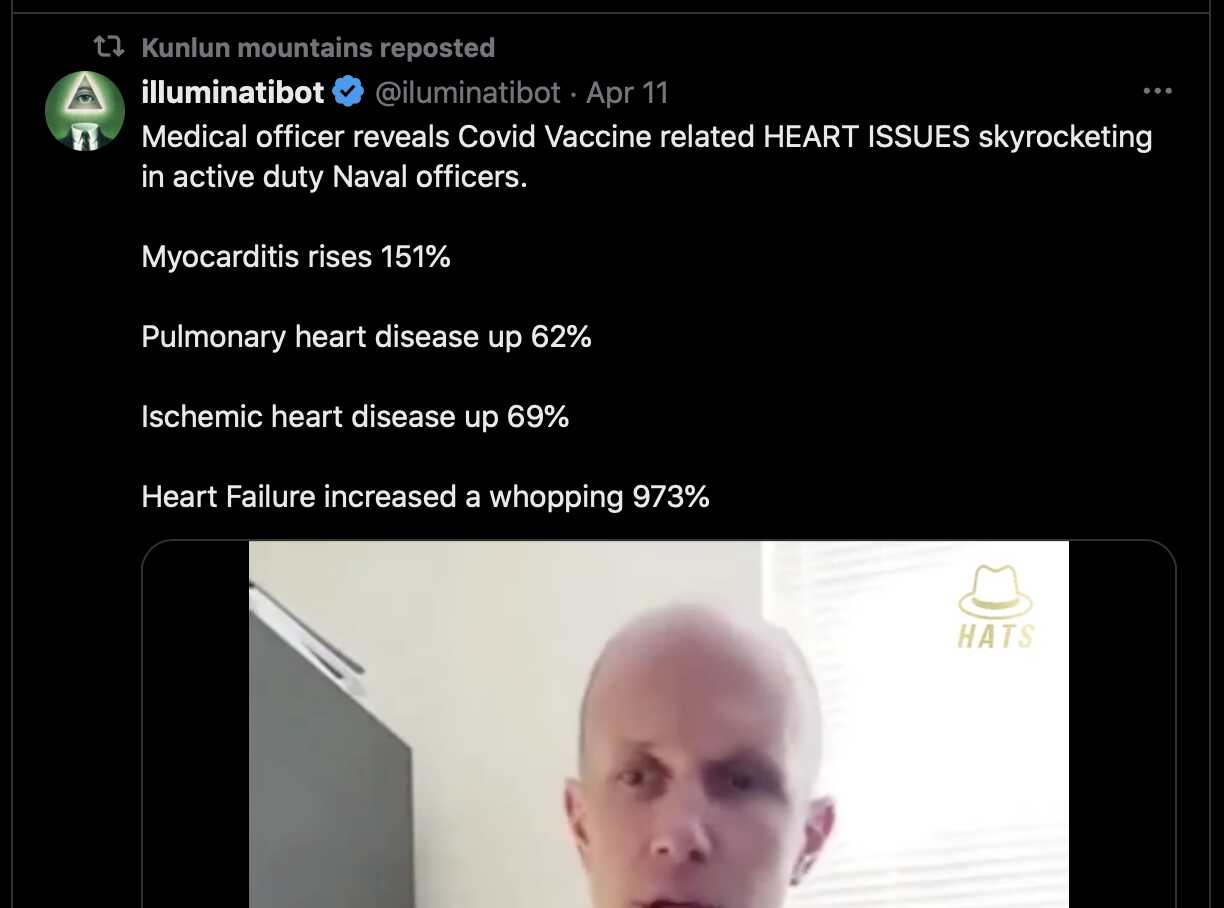 Kunlun mountains reposted
illuminatibot @iluminatibot · Apr 11
Medical officer reveals Covid Vaccine related HEART ISSUES skyrocketing
in active duty Naval officers.
Myocarditis rises 151%
Pulmonary heart disease up 62%
Ischemic heart disease up 69%
Heart Failure increased a whopping 973%
HATS